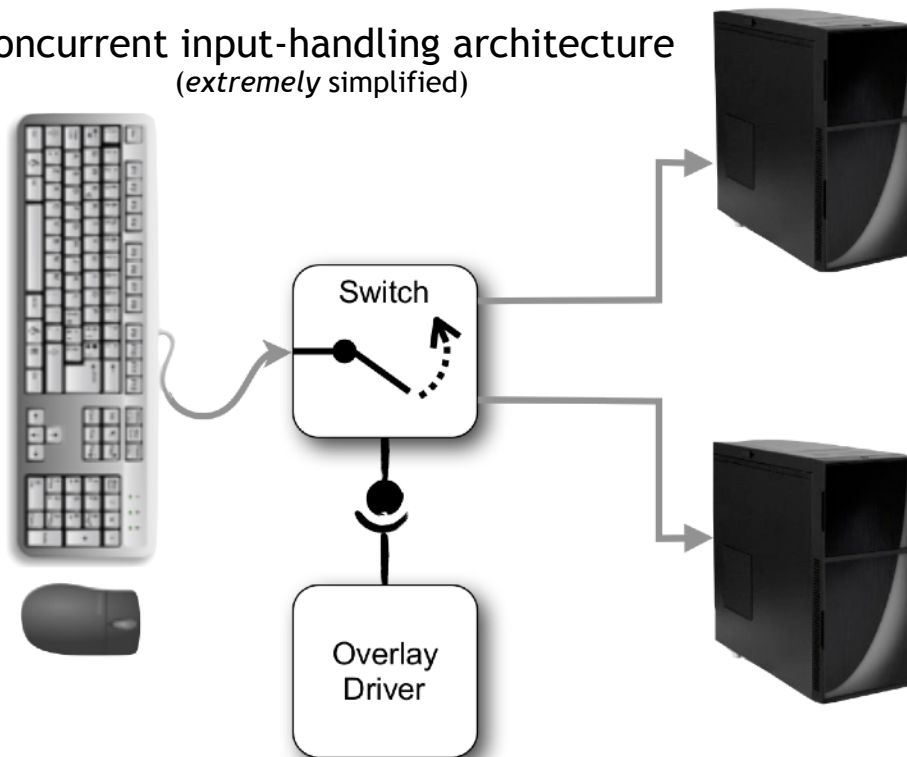 oncurrent input-handling architecture
(extremely simplified)
Switch
Overlay
Driver